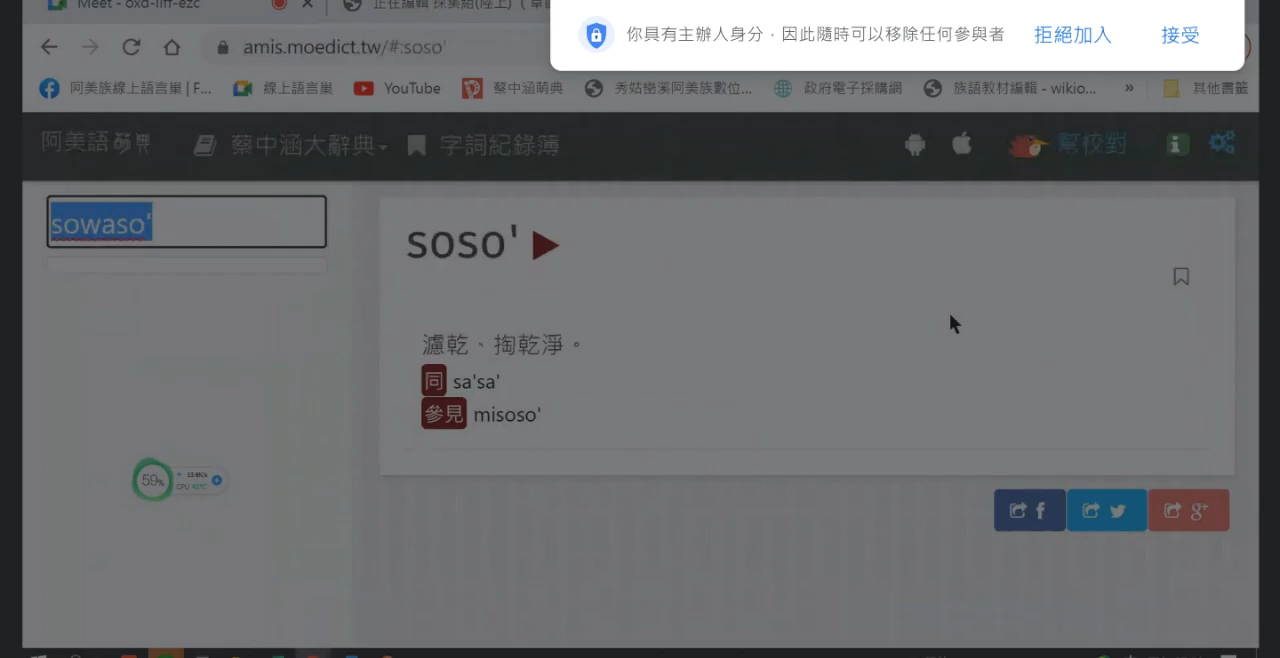 Meet - oxd-liff-ezc
正在編輯 採集組(陸上)
你具有主辦人身分,因此隨時可以移除任何參與者 拒絕加入 接受
amis.moedict.tw/#:soso'
阿美族線上語言巢 | F... 線上語言巢 YouTube 蔡中涵萌典 秀姑巒溪阿美族數位... 政府電子採購網 族語教材編輯 - wikio... » 其他書籤
阿美語萌典 蔡中涵大辭典 字詞紀錄簿 幫校對
sowaso'
soso'
濾乾、掏乾淨。
同 sa'sa'
參見 misoso'
59%
CPU